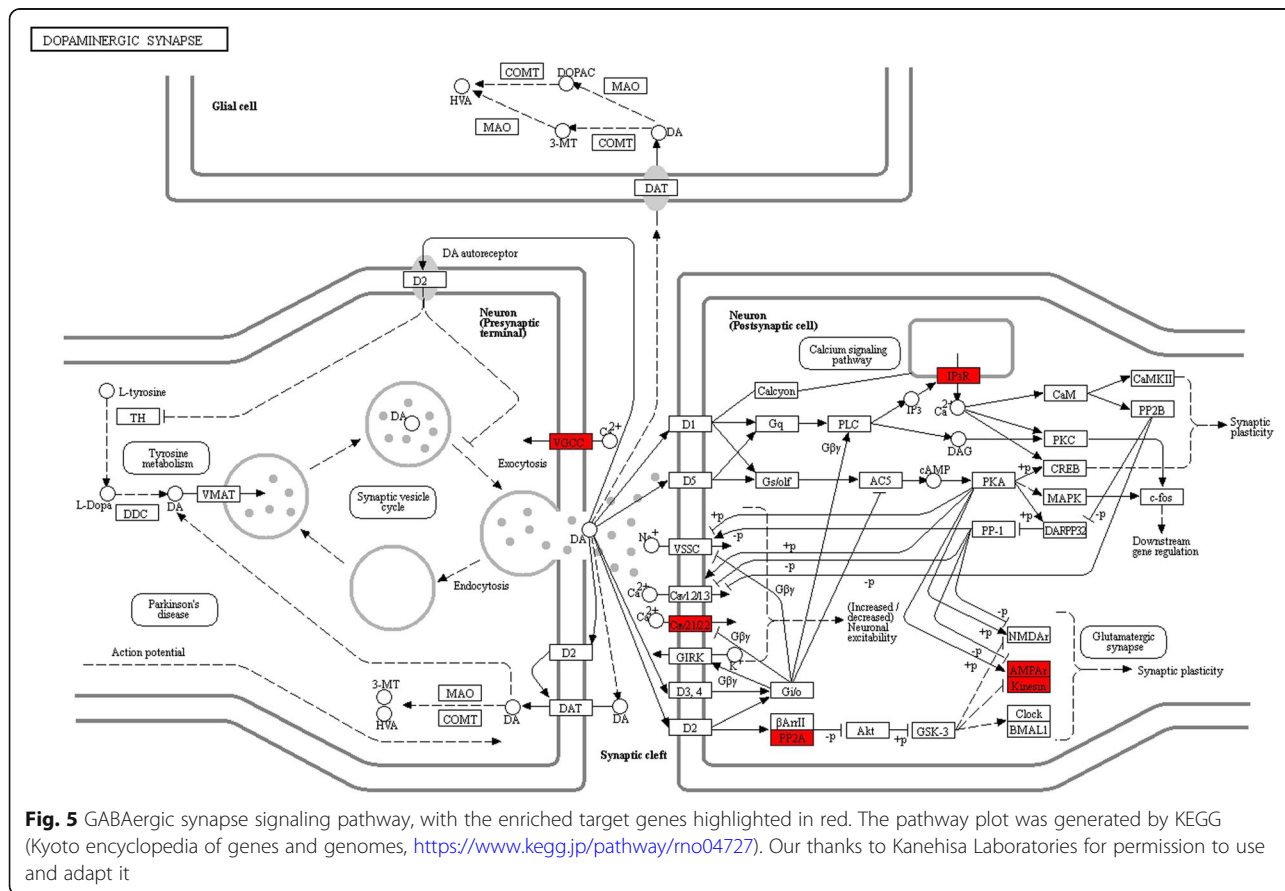 DOPAMINERGIC SYNAPSE
Glial cell
COMT
DOPAC
MAO
HVA
MAO
3-MT
COMT
DA
DAT
DA autoreceptor
D2
Neuron
(Presynaptic
terminal)
L-tyrosine
TH
Tyrosine
metabolism
L-Dopa
DDC
DA
VMAT
DA
Synaptic vesicle
cycle
VGCC
C2+
Exocytosis
Endocytosis
DA
Parkinson's
disease
Action potential
3-MT
HVA
MAO
COMT
DA
D2
DAT
DA
Synaptic cleft
Neuron
(Postsynaptic cell)
Calcium signaling
pathway
IP3R
Calcyon
IP3
Ca2+
CaM
CaMKII
PP2B
Synaptic
plasticity
D1
Gq
PLC
Gβγ
DAG
PKC
CREB
D5
Gs/olf
AC5
cAMP
PKA
+p
MAPK
c-fos
+p
-p
+p
-p
PP-1
+p
DARPP32
Downstream
gene regulation
Na+
VSSC
+p
-p
-p
Ca2+
Cav12/13
Gβγ
Ca2+
Cav21/22
Gβγ
(Increased /
decreased)
Neuronal
excitability
GIRK
K+
Gβγ
D3, 4
Gi/o
-p
+p
NMDAr
-p
+p
AMPAr
Kinesin
Glutamatergic
synapse
Synaptic plasticity
D2
βArrII
PP2A
-p
Akt
+p
GSK-3
Clock
BMAL1
Fig. 5 GABAergic synapse signaling pathway, with the enriched target genes highlighted in red. The pathway plot was generated by KEGG
(Kyoto encyclopedia of genes and genomes, https://www.kegg.jp/pathway/rno04727). Our thanks to Kanehisa Laboratories for permission to use
and adapt it